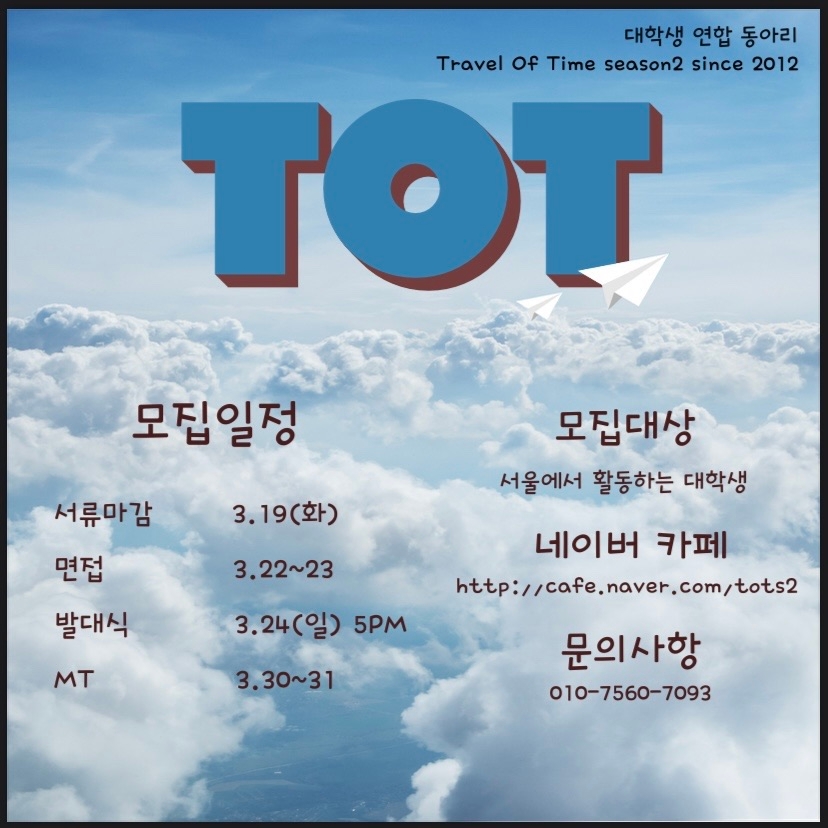 대학생 연합 동아리
Travel Of Time season2 since 2012
TOT
모집일정
서류마감 3.19(화)
면접 3.22~23
발대식 3.24(일) 5PM
MT 3.30~31
모집대상
서울에서 활동하는 대학생
네이버 카페
http://cafe.naver.com/tots2
문의사항
010-7560-7093